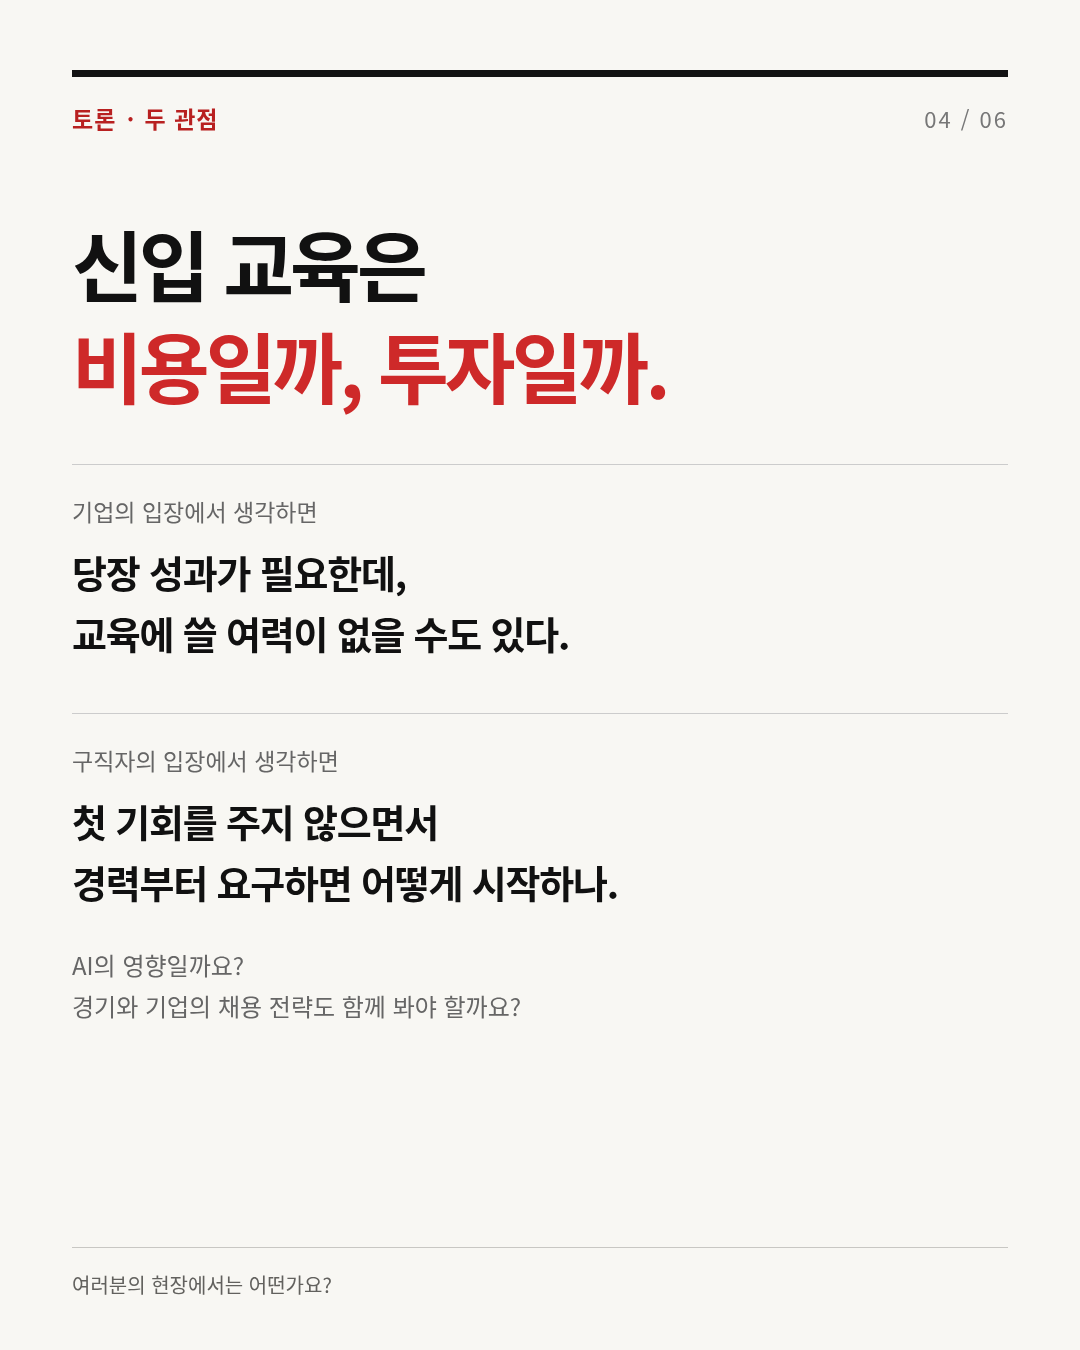 토론 · 두 관점
04 / 06
신입 교육은
비용일까, 투자일까.
기업의 입장에서 생각하면
당장 성과가 필요한데,
교육에 쓸 여력이 없을 수도 있다.
구직자의 입장에서 생각하면
첫 기회를 주지 않으면서
경력부터 요구하면 어떻게 시작하나.
AI의 영향일까요?
경기와 기업의 채용 전략도 함께 봐야 할까요?
여러분의 현장에서는 어떤가요?